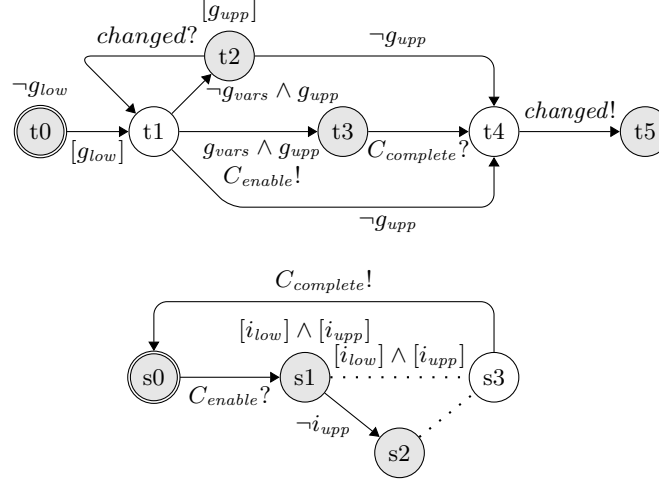 [g_upp]
changed?
t2
¬g_upp
¬g_low
¬g_vars ∧ g_upp
t0
t1
t3
t4
changed!
t5
[g_low]
g_vars ∧ g_upp
C_complete?
C_enable!
¬g_upp
C_complete!
[i_low] ∧ [i_upp]
[i_low] ∧ [i_upp]
s0
s1
s3
C_enable?
¬i_upp
s2